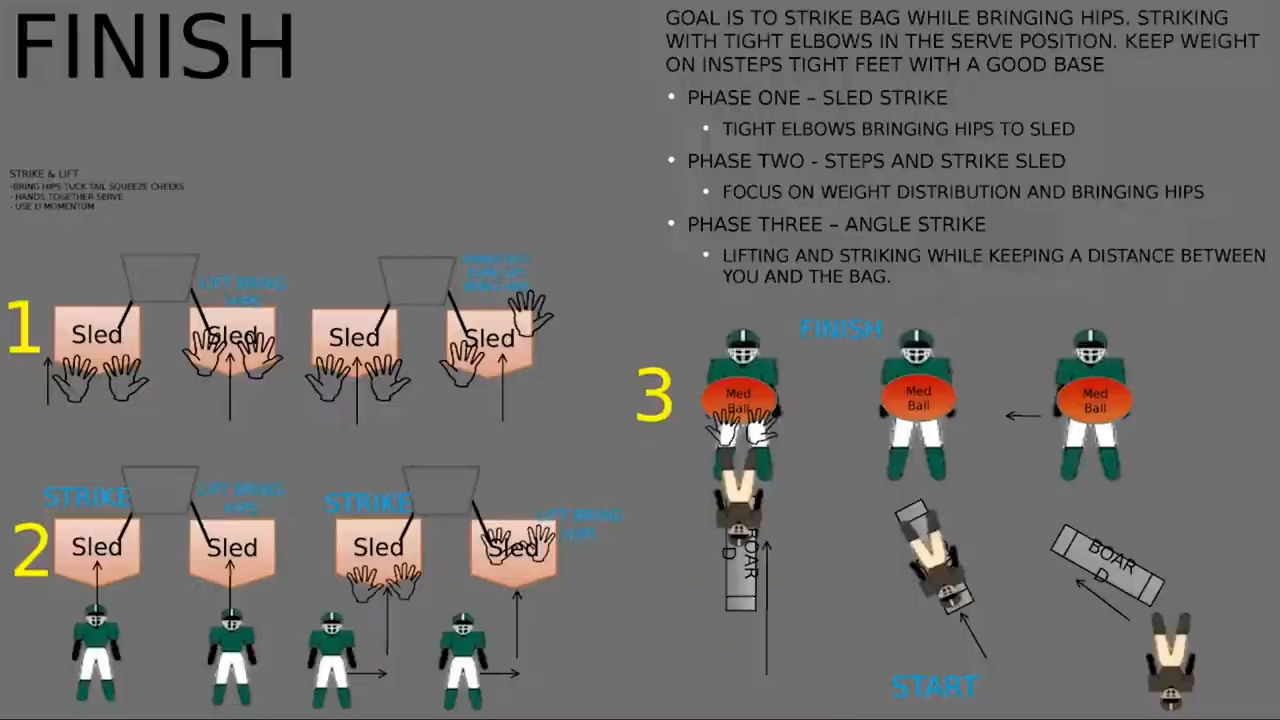 FINISH
GOAL IS TO STRIKE BAG WHILE BRINGING HIPS. STRIKING
WITH TIGHT ELBOWS IN THE SERVE POSITION. KEEP WEIGHT
ON INSTEPS TIGHT FEET WITH A GOOD BASE
• PHASE ONE – SLED STRIKE
• TIGHT ELBOWS BRINGING HIPS TO SLED
• PHASE TWO - STEPS AND STRIKE SLED
• FOCUS ON WEIGHT DISTRIBUTION AND BRINGING HIPS
• PHASE THREE – ANGLE STRIKE
• LIFTING AND STRIKING WHILE KEEPING A DISTANCE BETWEEN
YOU AND THE BAG.
STRIKE & LIFT
-BRING HIPS TUCK TAIL SQUEEZE CHEEKS
- HANDS TOGETHER SERVE
- USE D MOMENTUM
1
LIFT BRING
HIPS
Sled
Sled
Sled
Sled
2
STRIKE
LIFT BRING
HIPS
STRIKE
LIFT BRING
HIPS
Sled
Sled
Sled
Sled
3
FINISH
Med
Ball
Med
Ball
Med
Ball
BOAR
D
BOAR
D
START